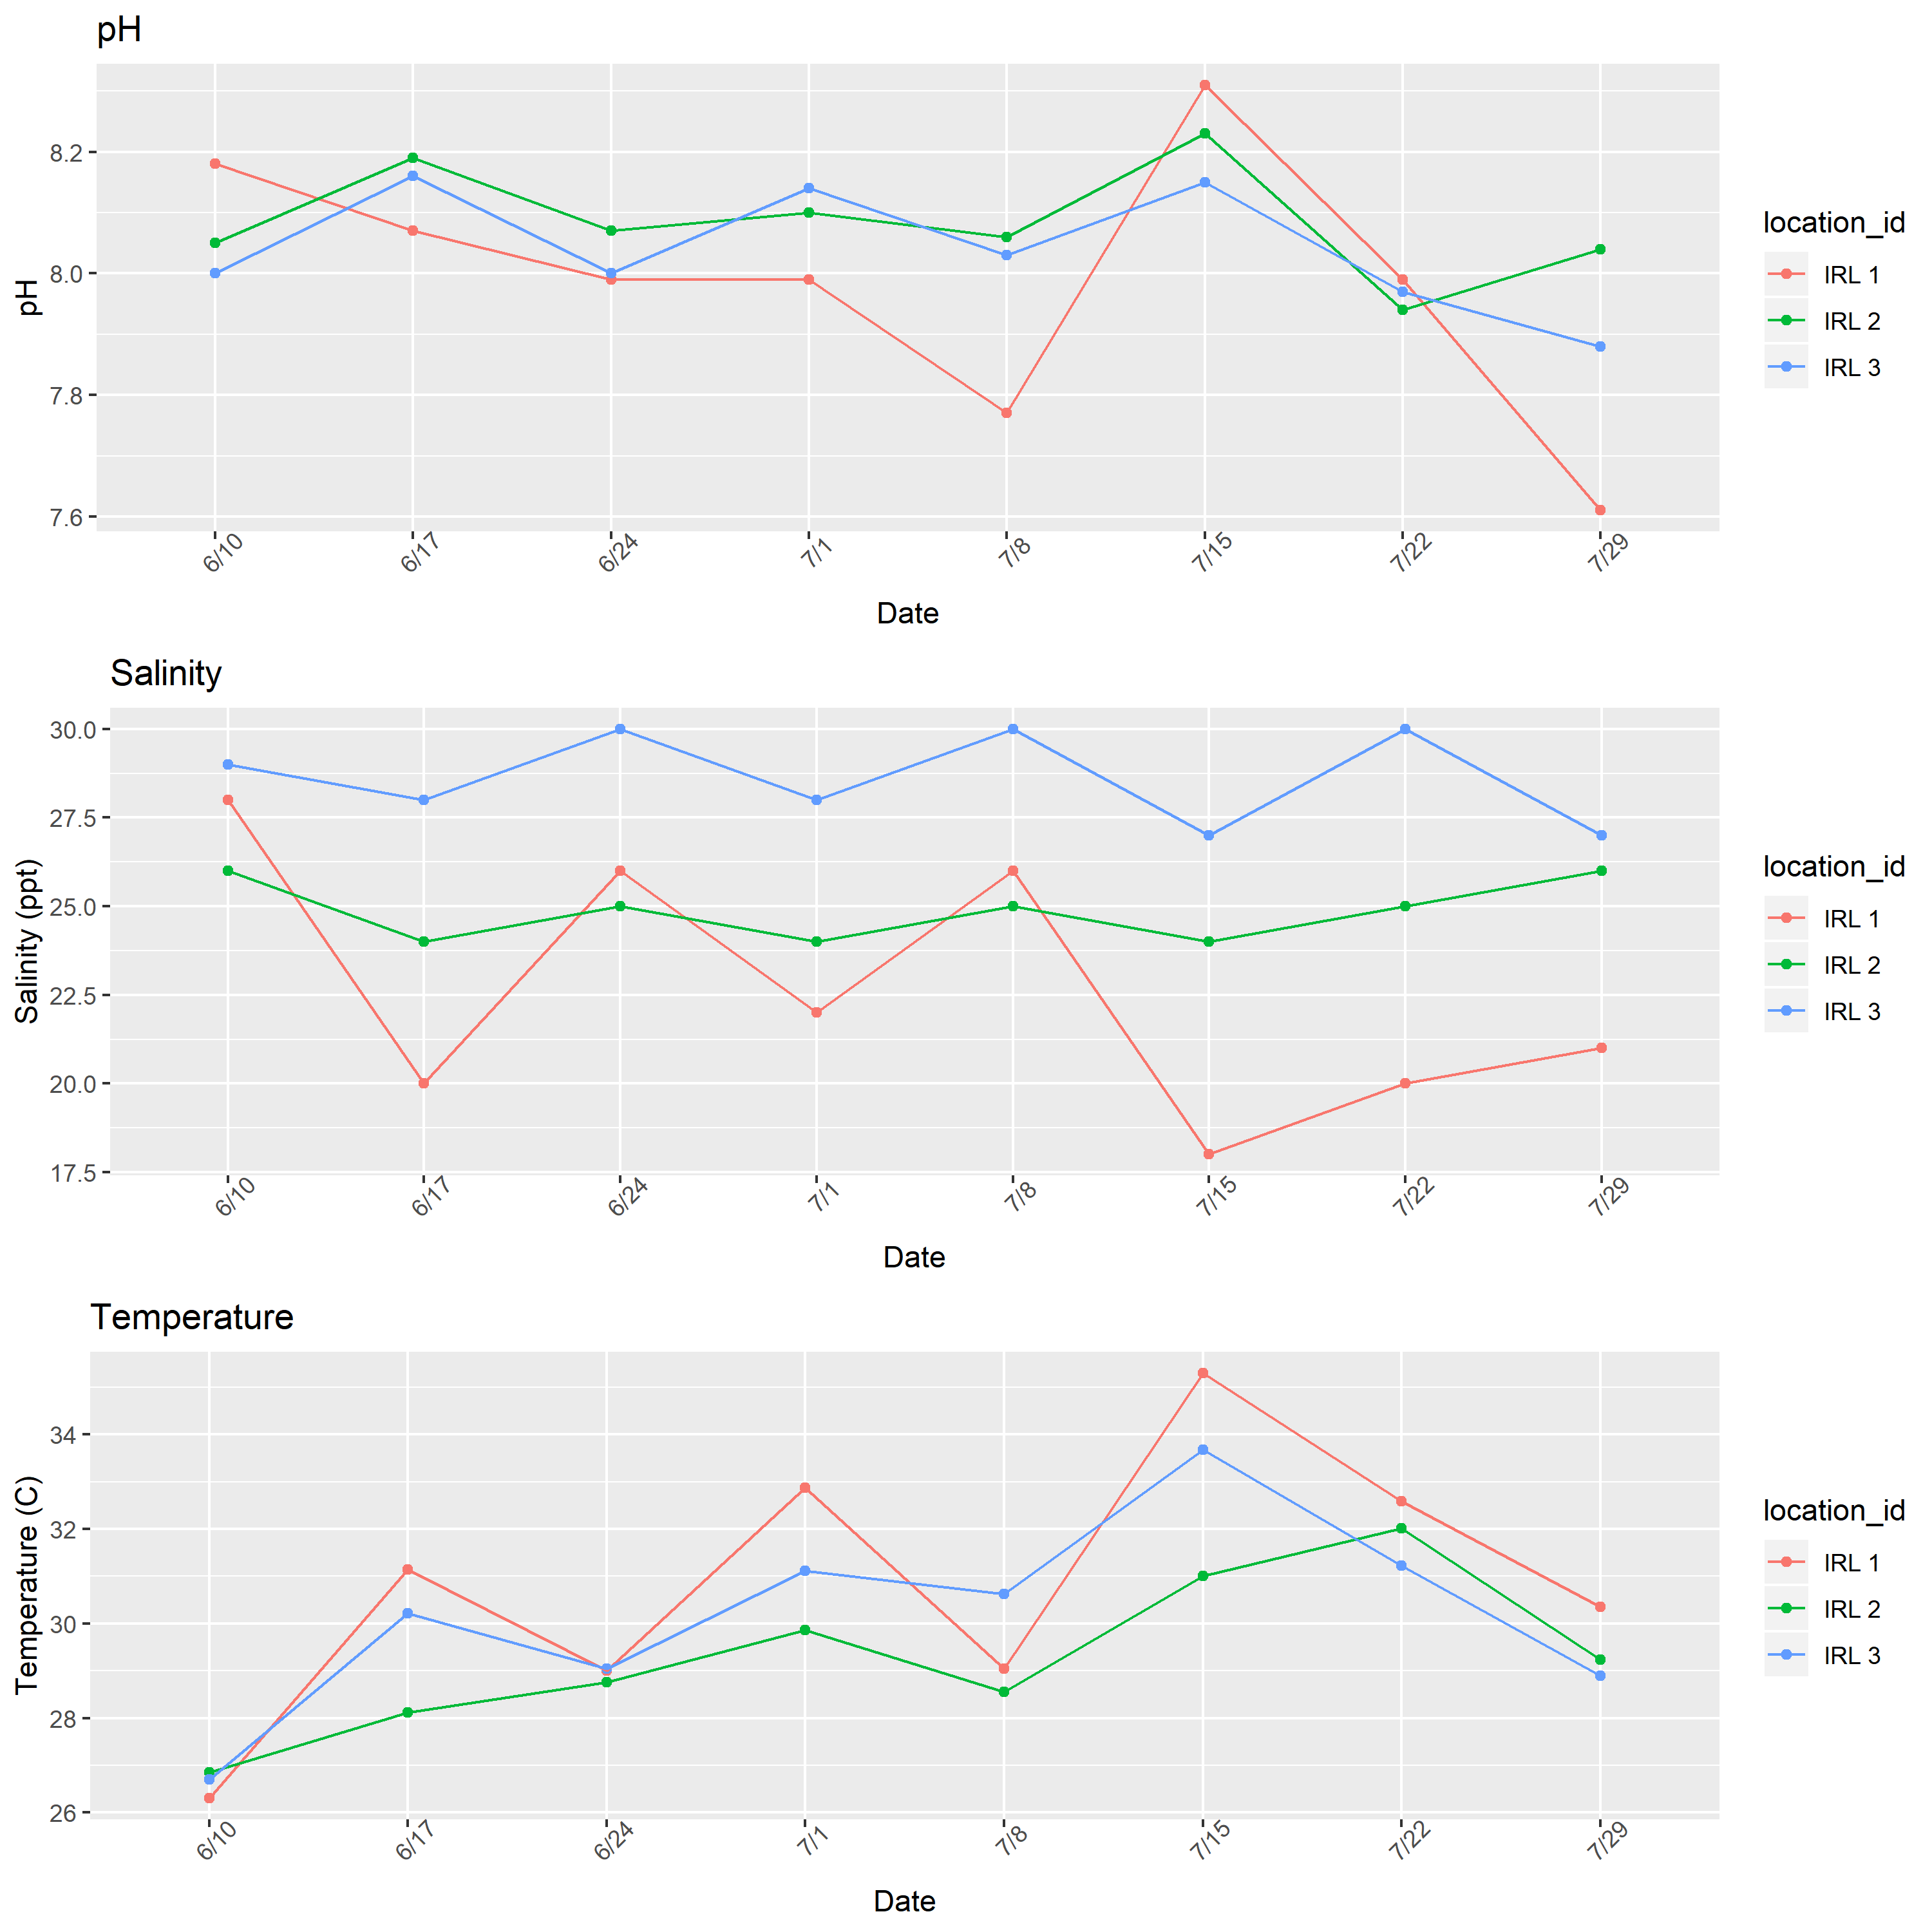 pH
pH
8.2
8.0
7.8
7.6
6/10 6/17 6/24 7/1 7/8 7/15 7/22 7/29
Date
location_id
IRL 1
IRL 2
IRL 3
Salinity
Salinity (ppt)
30.0
27.5
25.0
22.5
20.0
17.5
6/10 6/17 6/24 7/1 7/8 7/15 7/22 7/29
Date
location_id
IRL 1
IRL 2
IRL 3
Temperature
Temperature (C)
34
32
30
28
26
6/10 6/17 6/24 7/1 7/8 7/15 7/22 7/29
Date
location_id
IRL 1
IRL 2
IRL 3